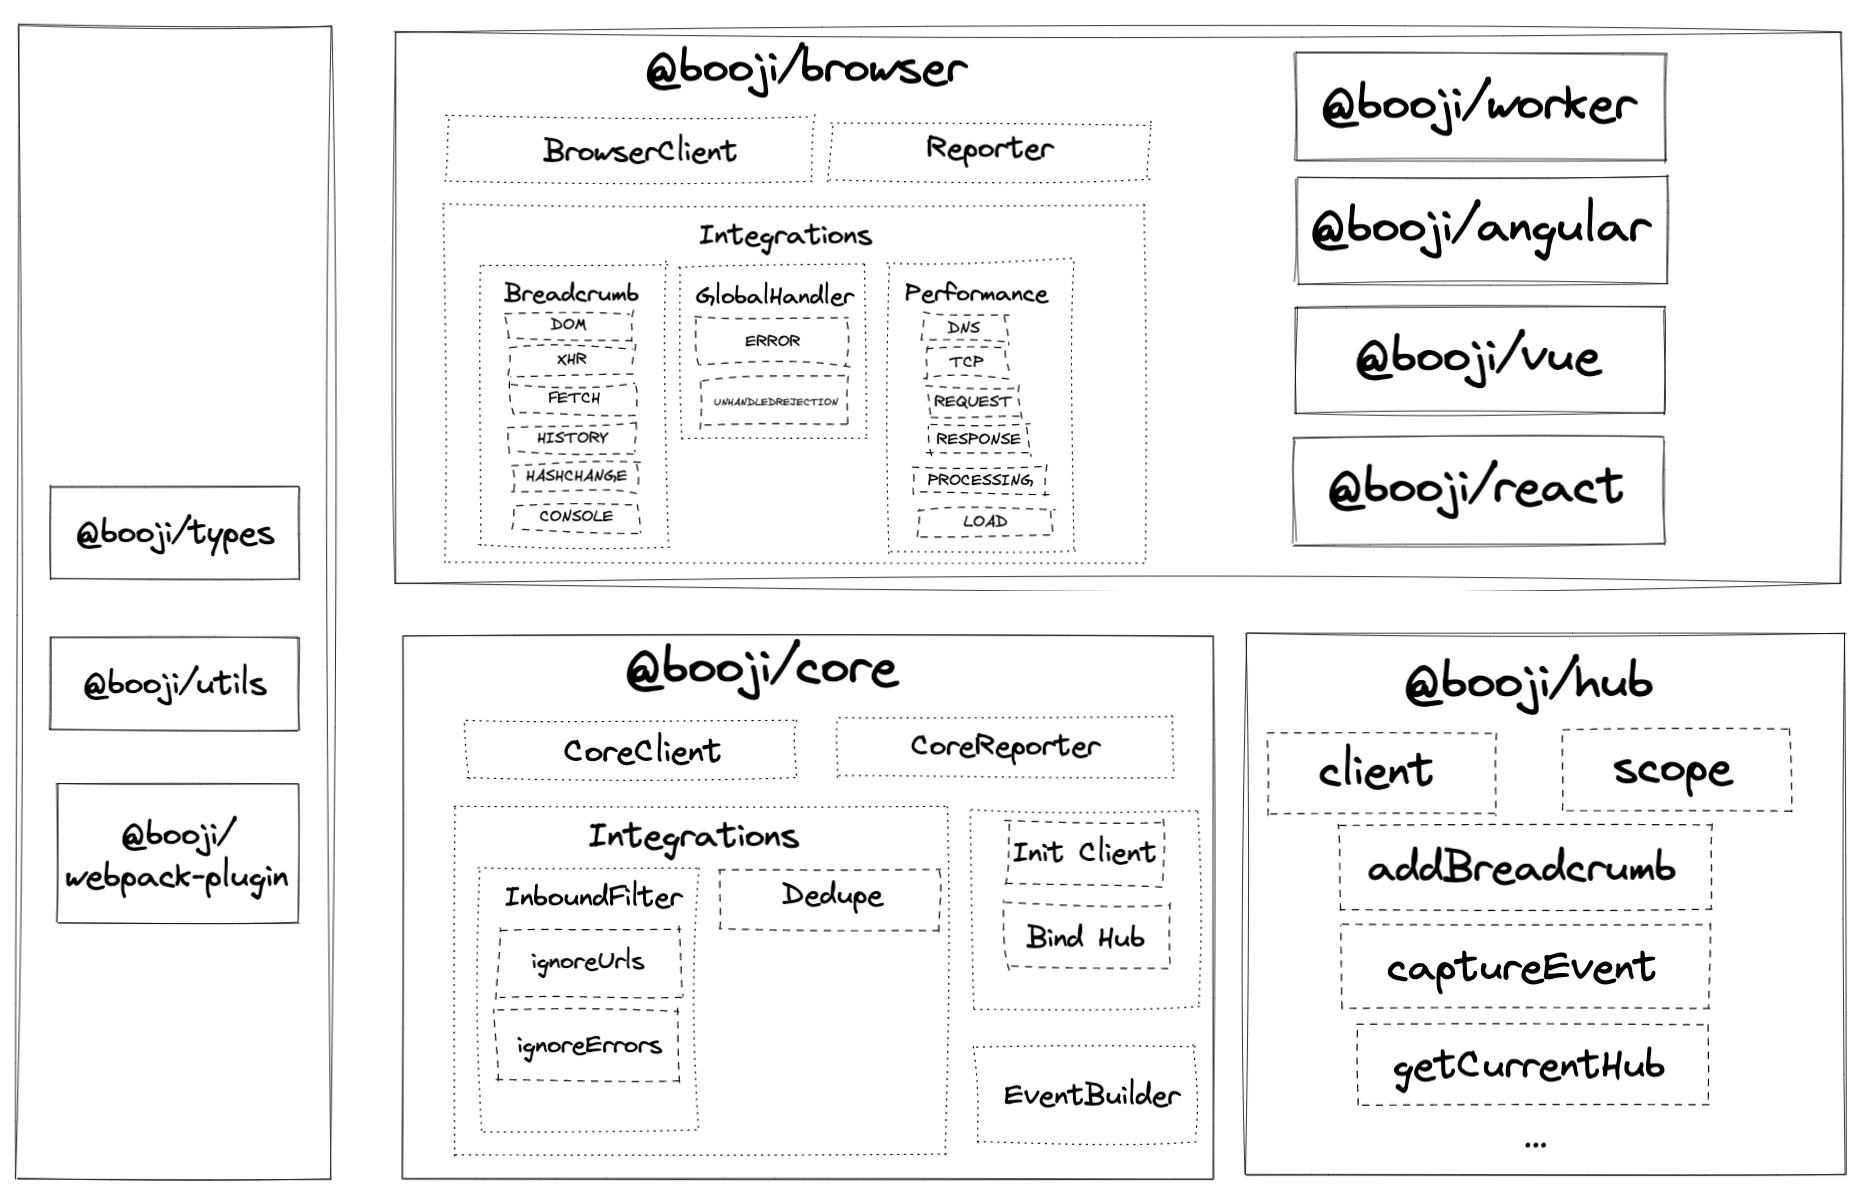 @booji/types
@booji/utils
@booji/
webpack-plugin
@booji/browser
BrowserClient
Reporter
Integrations
Breadcrumb
DOM
XHR
FETCH
HISTORY
HASHCHANGE
CONSOLE
GlobalHandler
ERROR
UNHANDLEDREJECTION
Performance
DNS
TCP
REQUEST
RESPONSE
PROCESSING
LOAD
@booji/worker
@booji/angular
@booji/vue
@booji/react
@booji/core
CoreClient
CoreReporter
Integrations
InboundFilter
ignoreUrls
ignoreErrors
Dedupe
Init Client
Bind Hub
EventBuilder
@booji/hub
client
scope
addBreadcrumb
captureEvent
getCurrentHub
...